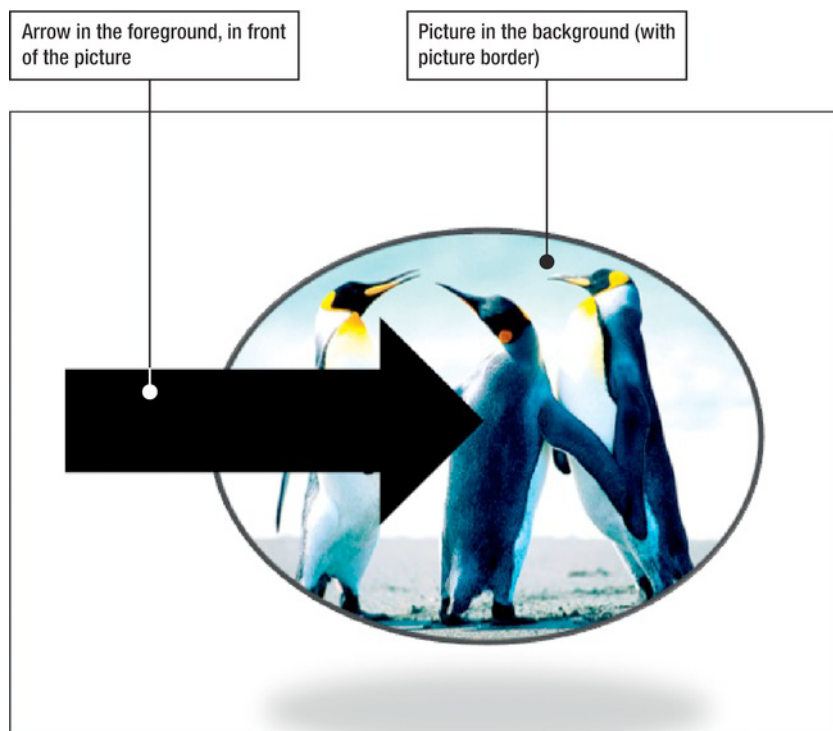 Arrow in the foreground, in front
of the picture
Picture in the background (with
picture border)